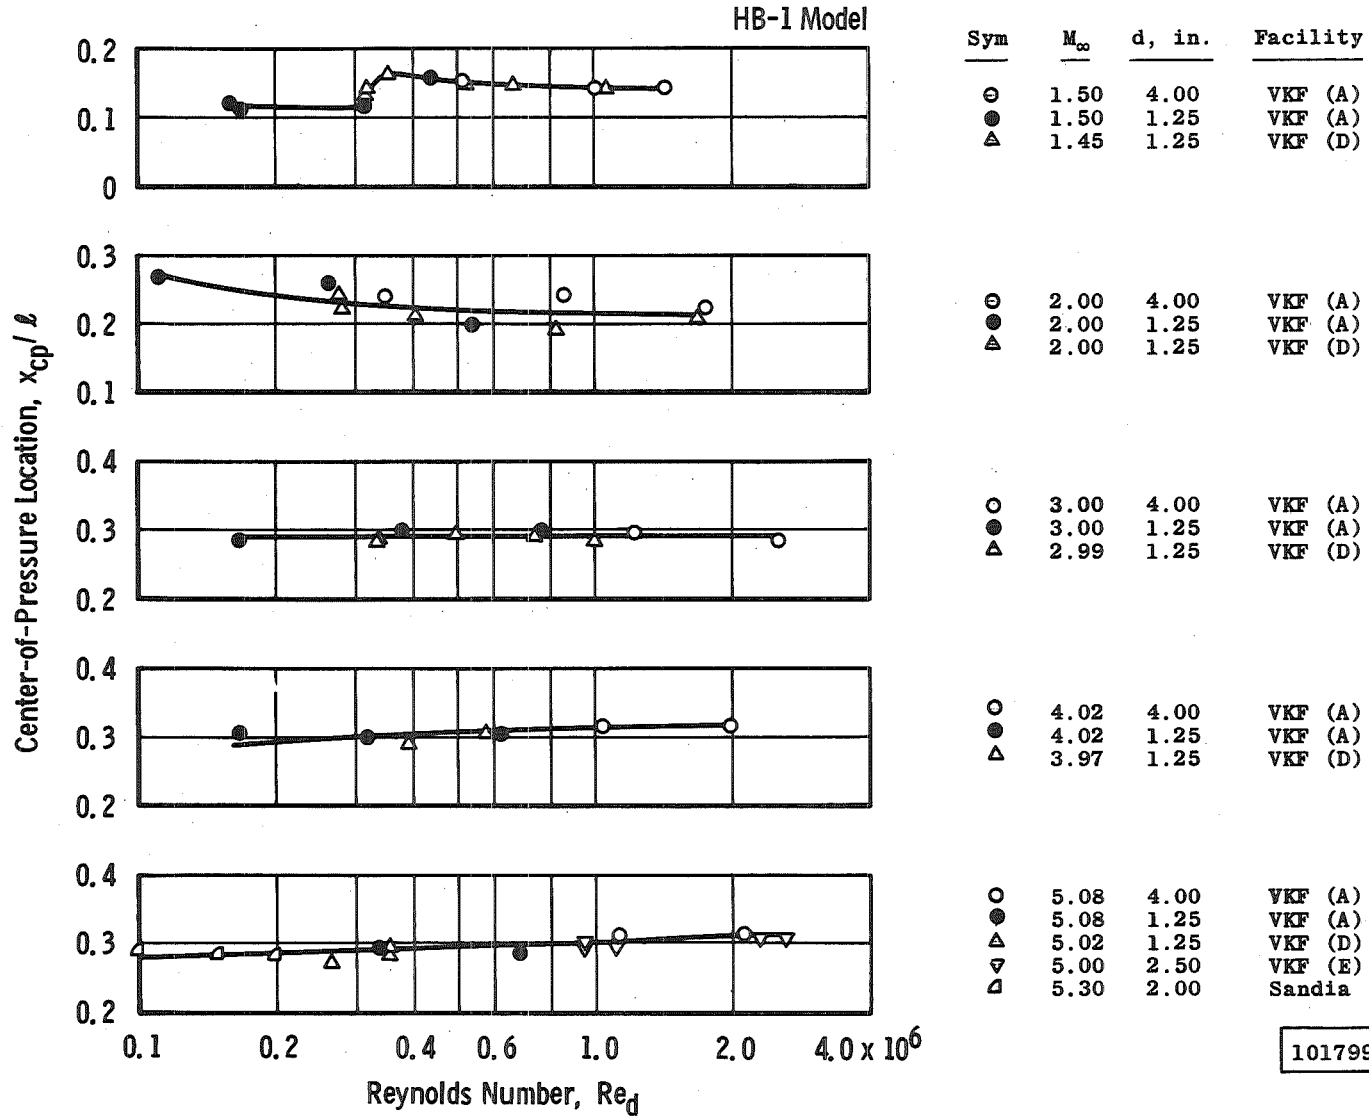 HB-1 Model
Sym M∞ d, in. Facility
0.2
0.1
0
1.50 4.00 VKF (A)
1.50 1.25 VKF (A)
1.45 1.25 VKF (D)
0.3
0.2
0.1
2.00 4.00 VKF (A)
2.00 1.25 VKF (A)
2.00 1.25 VKF (D)
Center-of-Pressure Location, xcp/ℓ
0.4
0.3
0.2
3.00 4.00 VKF (A)
3.00 1.25 VKF (A)
2.99 1.25 VKF (D)
0.4
0.3
0.2
4.02 4.00 VKF (A)
4.02 1.25 VKF (A)
3.97 1.25 VKF (D)
0.4
0.3
0.2
5.08 4.00 VKF (A)
5.08 1.25 VKF (A)
5.02 1.25 VKF (D)
5.00 2.50 VKF (E)
5.30 2.00 Sandia
0.1 0.2 0.4 0.6 1.0 2.0 4.0 x 10⁶
Reynolds Number, Red
101799